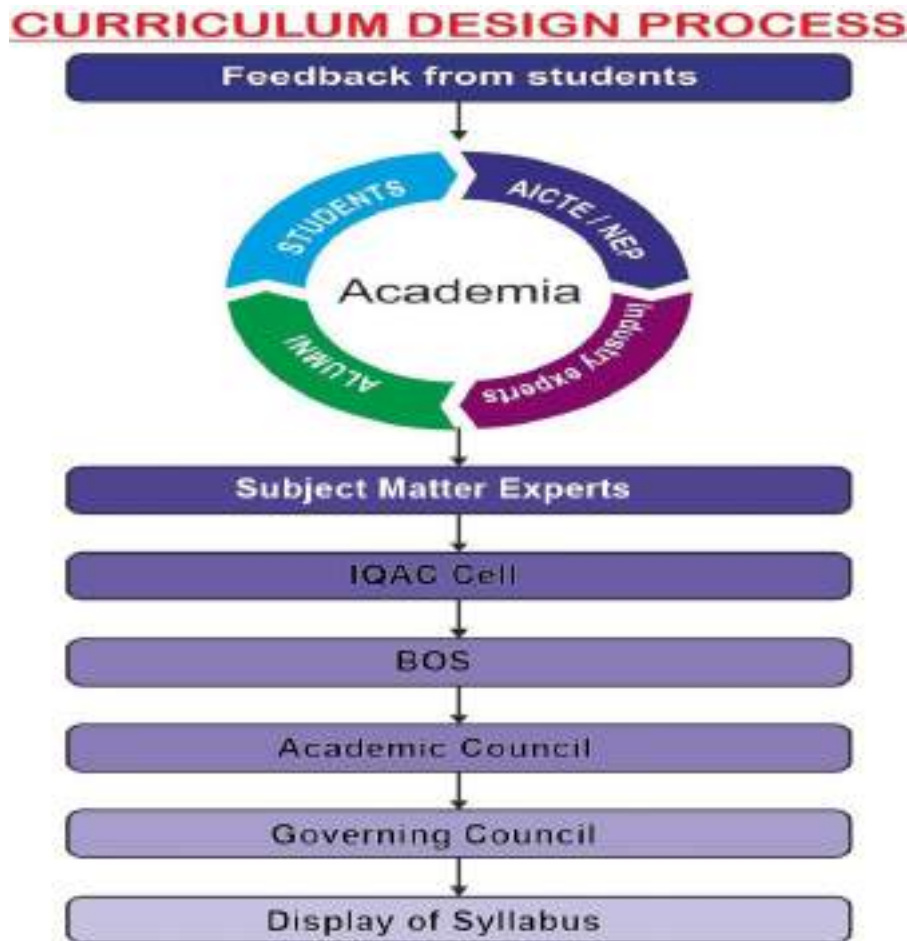 CURRICULUM DESIGN PROCESS
Feedback from students
STUDENTS
AICTE / NEP
Academia
ALUMNI
industry experts
Subject Matter Experts
IQAC Cell
BOS
Academic Council
Governing Council
Display of Syllabus